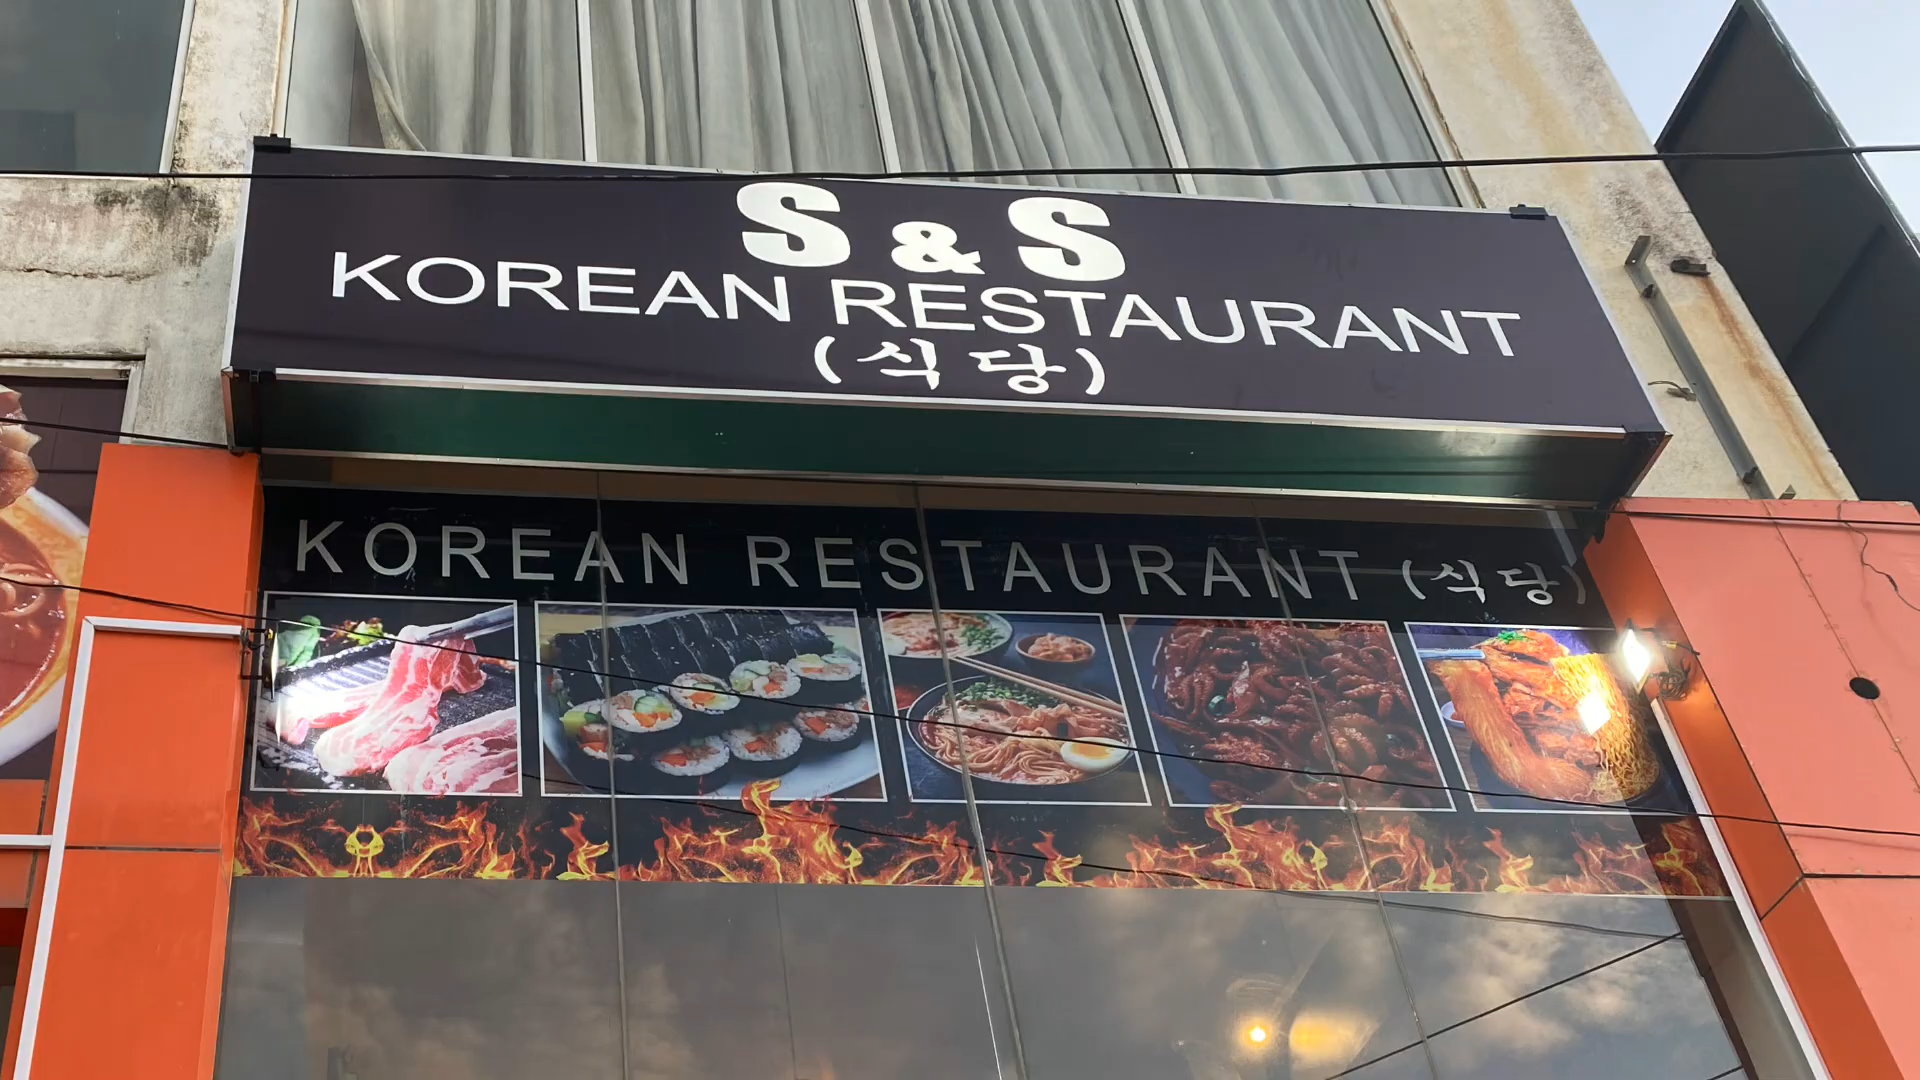 S & S
KOREAN RESTAURANT
(식당)
KOREAN RESTAURANT (식당)